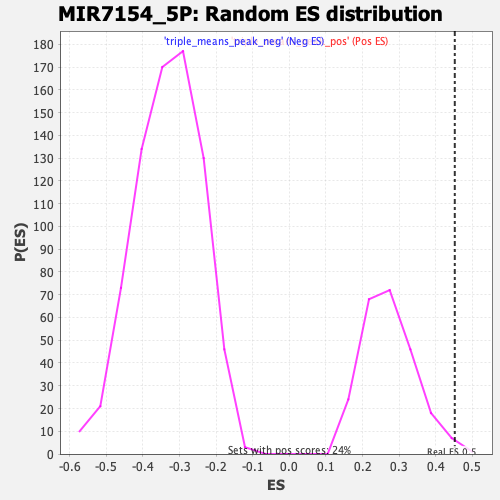 MIR7154_5P: Random ES distribution
'triple_means_peak_neg' (Neg ES)_pos' (Pos ES)
180
170
160
150
140
130
120
110
100
90
80
70
60
50
40
30
20
10
0
P(ES)
Sets with pos scores: 24%
Real ES 0.5
-0.6 -0.5 -0.4 -0.3 -0.2 -0.1 0.0 0.1 0.2 0.3 0.4 0.5
ES